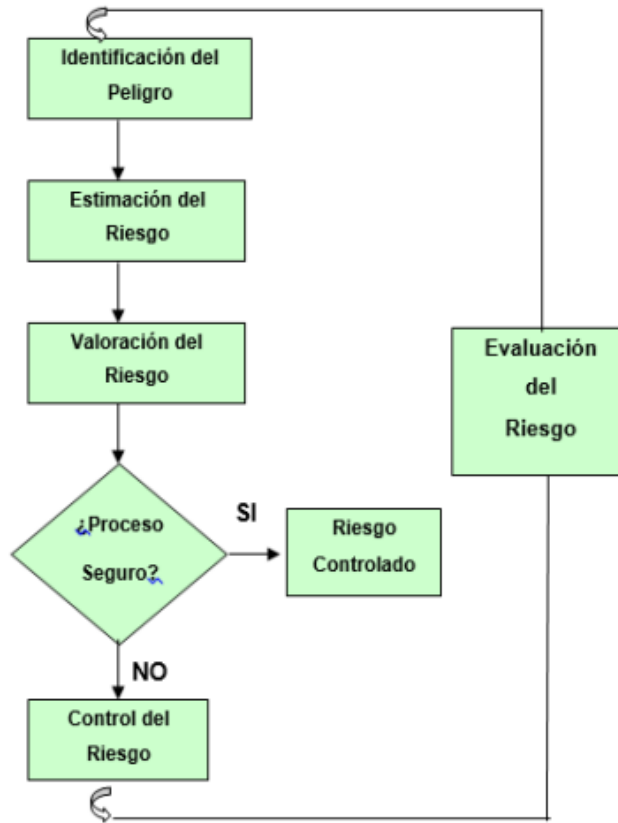 Identificación del
Peligro
Estimación del
Riesgo
Valoración del
Riesgo
¿Proceso
Seguro?
SI
Riesgo
Controlado
NO
Control del
Riesgo
Evaluación
del
Riesgo